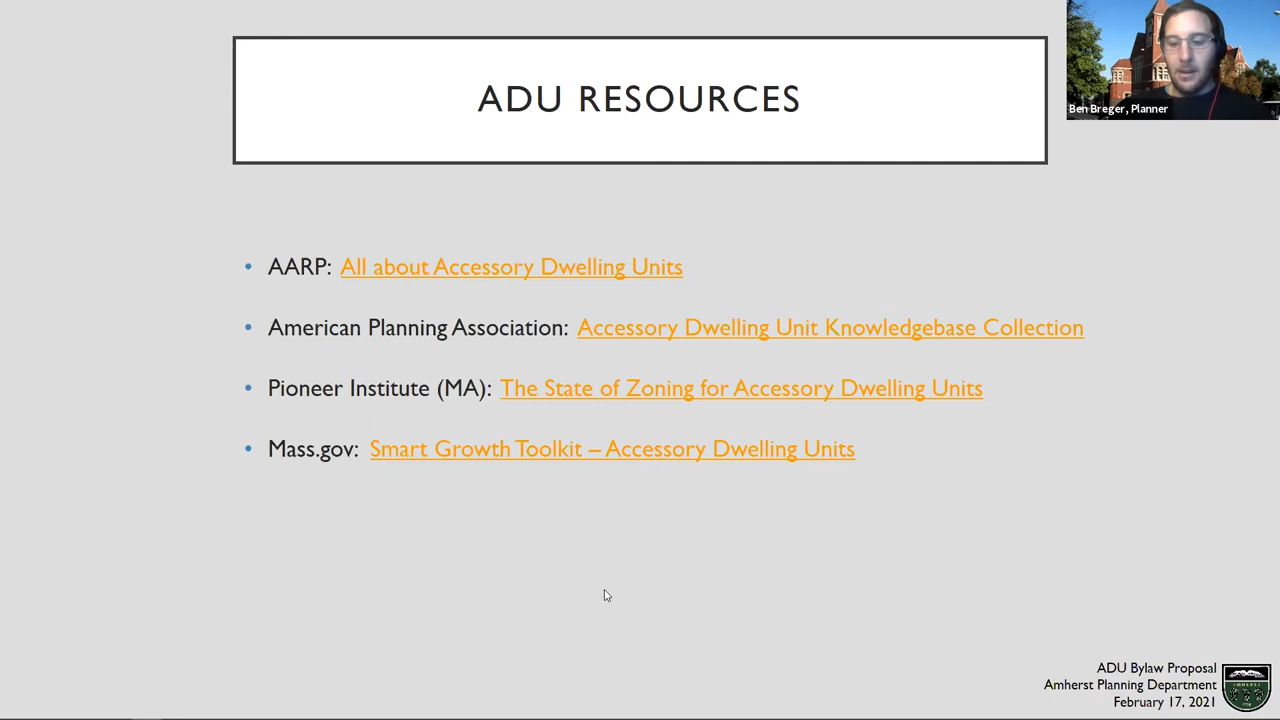 ADU RESOURCES
Ben Breger, Planner
• AARP: All about Accessory Dwelling Units
• American Planning Association: Accessory Dwelling Unit Knowledgebase Collection
• Pioneer Institute (MA): The State of Zoning for Accessory Dwelling Units
• Mass.gov: Smart Growth Toolkit – Accessory Dwelling Units
ADU Bylaw Proposal
Amherst Planning Department
February 17, 2021
AMHERST